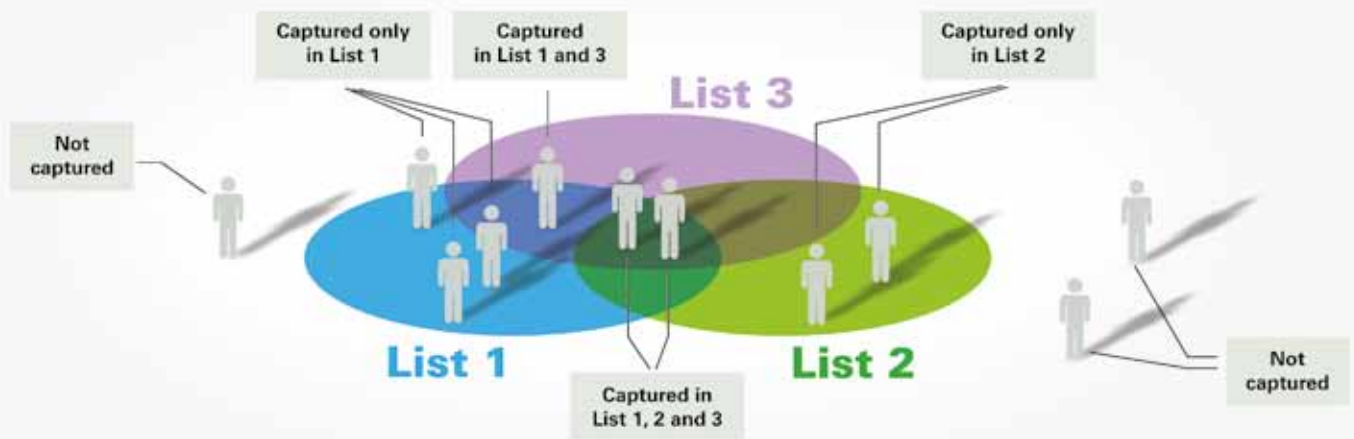 Captured only
in List 1
Captured
in List 1 and 3
Captured only
in List 2
List 3
Not
captured
List 1
List 2
Captured in
List 1, 2 and 3
Not
captured